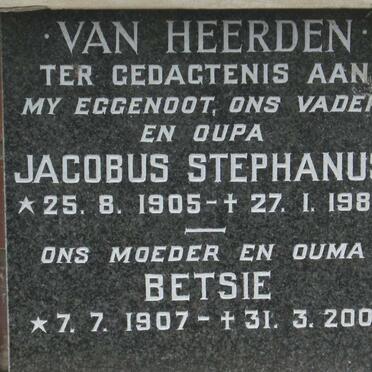 · VAN HEERDEN ·
TER GEDAGTENIS AAN
MY EGGENOOT, ONS VADER
EN OUPA
JACOBUS STEPHANUS
★ 25. 8. 1905 – † 27. 1. 198
ONS MOEDER EN OUMA
BETSIE
★ 7. 7. 1907 – † 31. 3. 200